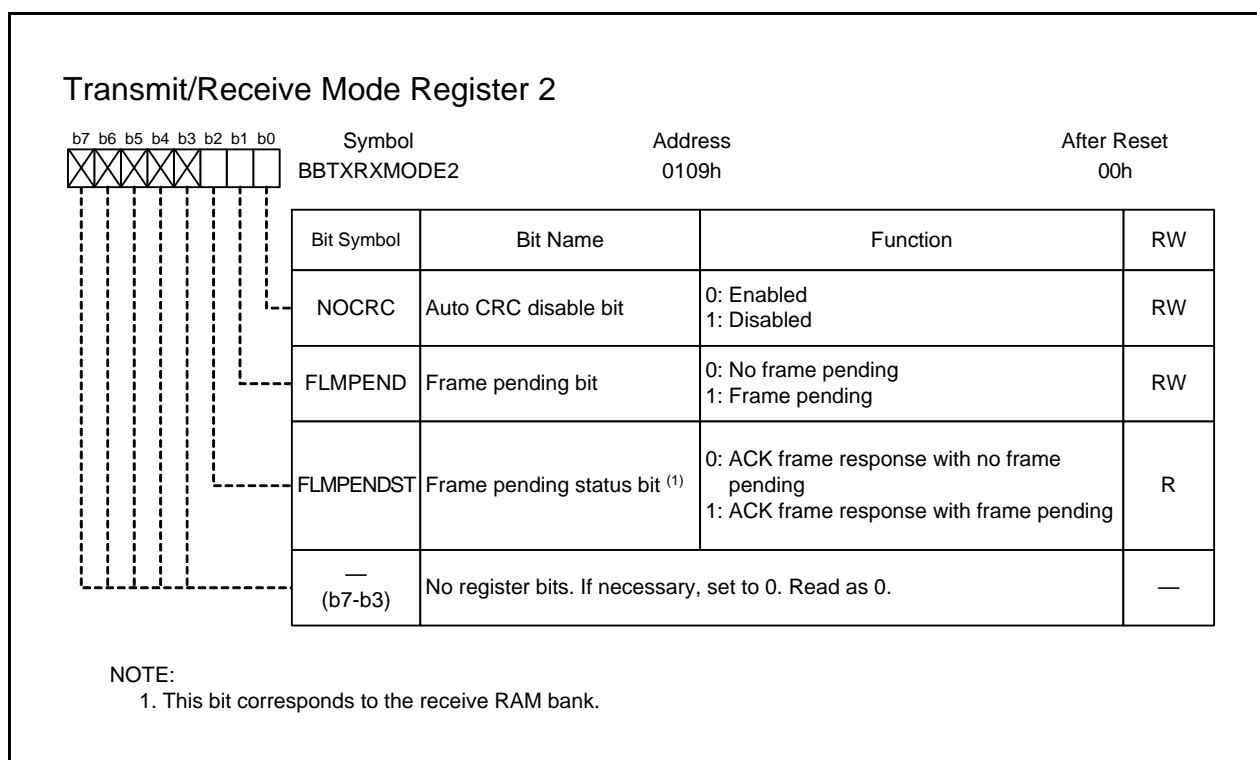 Transmit/Receive Mode Register 2
b7 b6 b5 b4 b3 b2 b1 b0
Symbol Address After Reset
BBTXRXMODE2 0109h 00h
Bit Symbol Bit Name Function RW
NOCRC Auto CRC disable bit 0: Enabled
1: Disabled RW
FLMPEND Frame pending bit 0: No frame pending
1: Frame pending RW
FLMPENDST Frame pending status bit (1) 0: ACK frame response with no frame
pending
1: ACK frame response with frame pending R
—
(b7-b3) No register bits. If necessary, set to 0. Read as 0. —
NOTE:
1. This bit corresponds to the receive RAM bank.